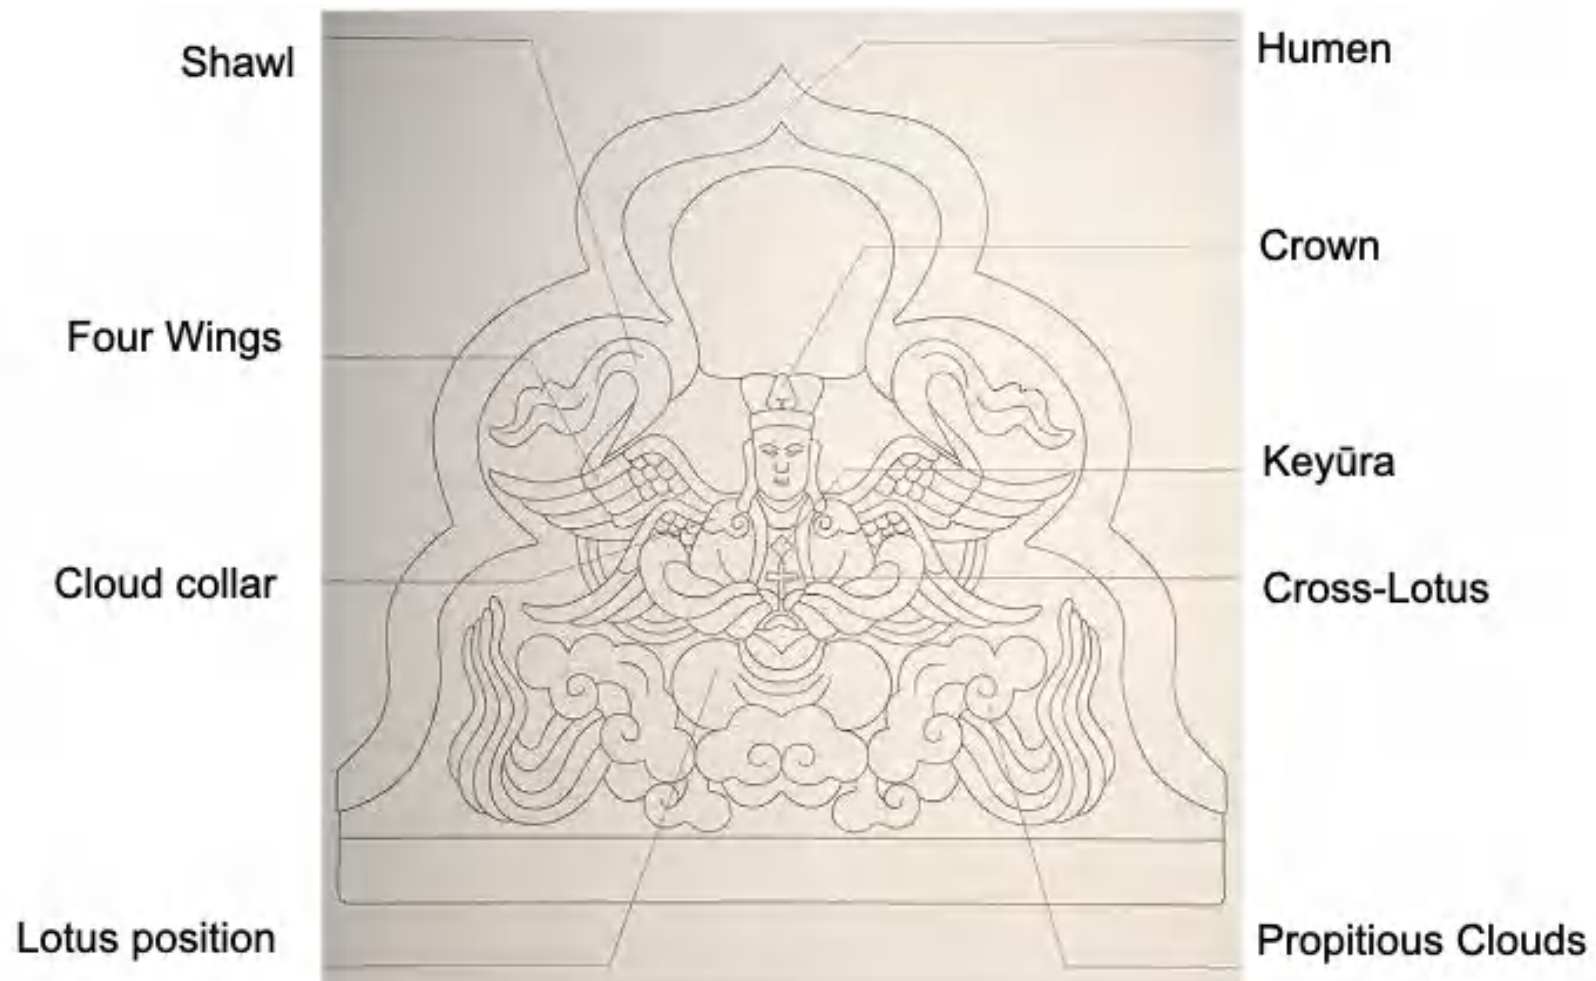 Shawl
Humen
Crown
Four Wings
Keyūra
Cloud collar
Cross-Lotus
Lotus position
Propitious Clouds